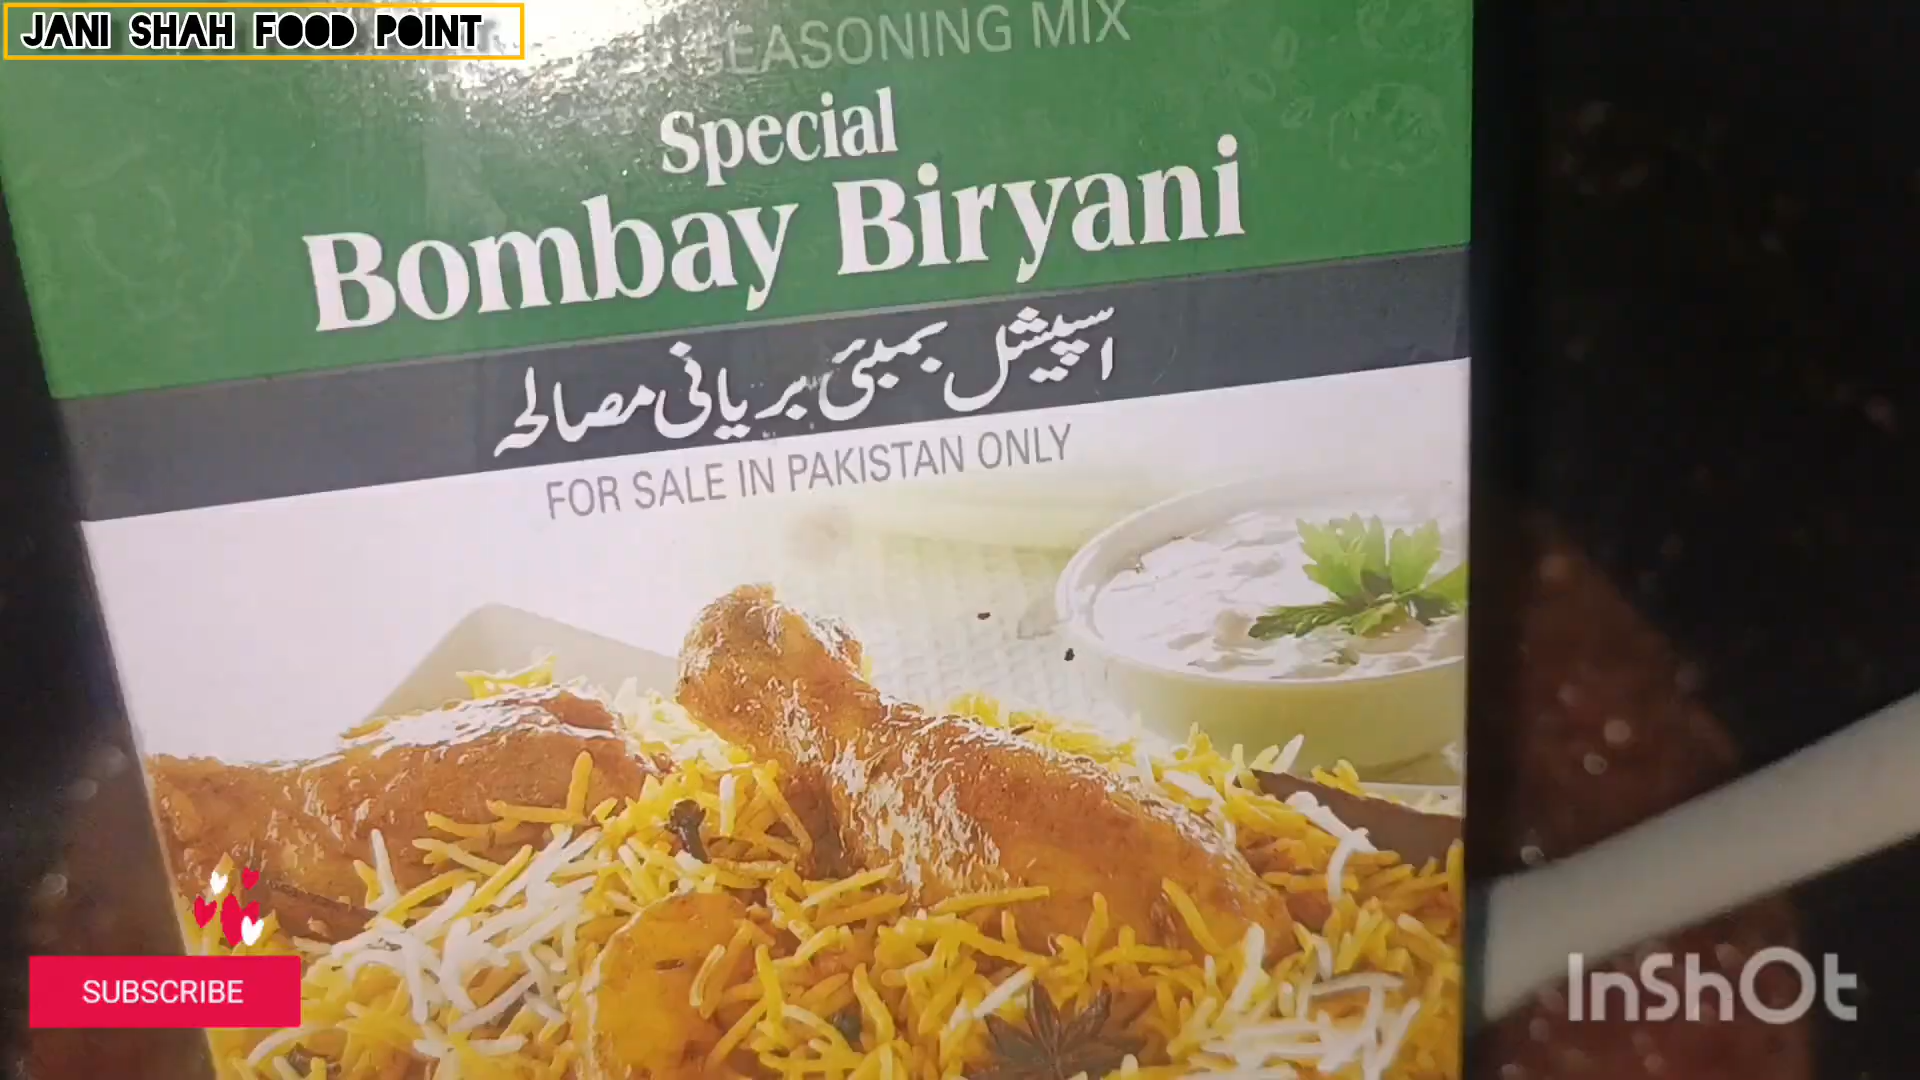 JANI SHAH FOOD POINT
SEASONING MIX
Special
Bombay Biryani
اسپیشل بمبئی بریانی مصالحہ
FOR SALE IN PAKISTAN ONLY
SUBSCRIBE
InShOt